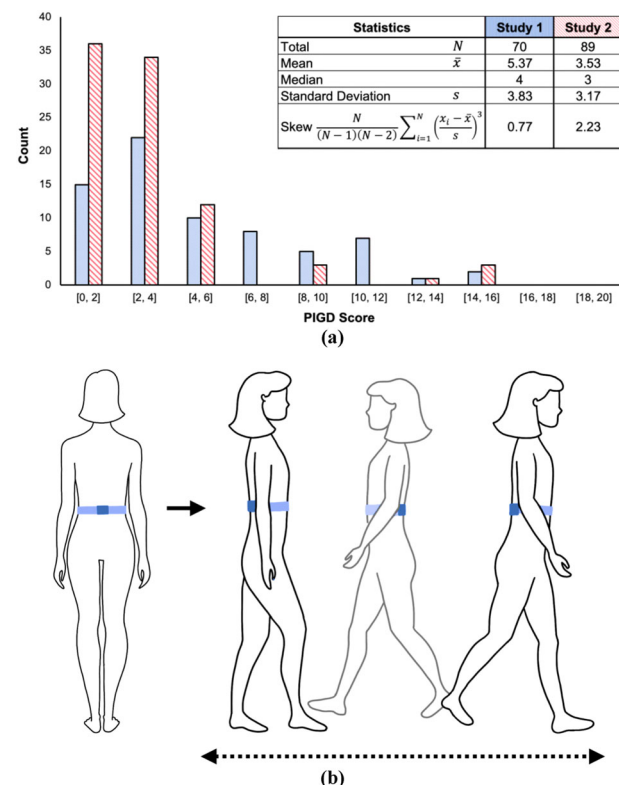 40
35
30
25
20
15
10
5
0
Count
Statistics Study 1 Study 2
Total N 70 89
Mean x̄ 5.37 3.53
Median 4 3
Standard Deviation s 3.83 3.17
Skew N/((N − 1)(N − 2)) ∑_{i=1}^{N} ((x_i − x̄)/s)^3 0.77 2.23
[0, 2] [2, 4] [4, 6] [6, 8] [8, 10] [10, 12] [12, 14] [14, 16] [16, 18] [18, 20]
PIGD Score
(a)
(b)